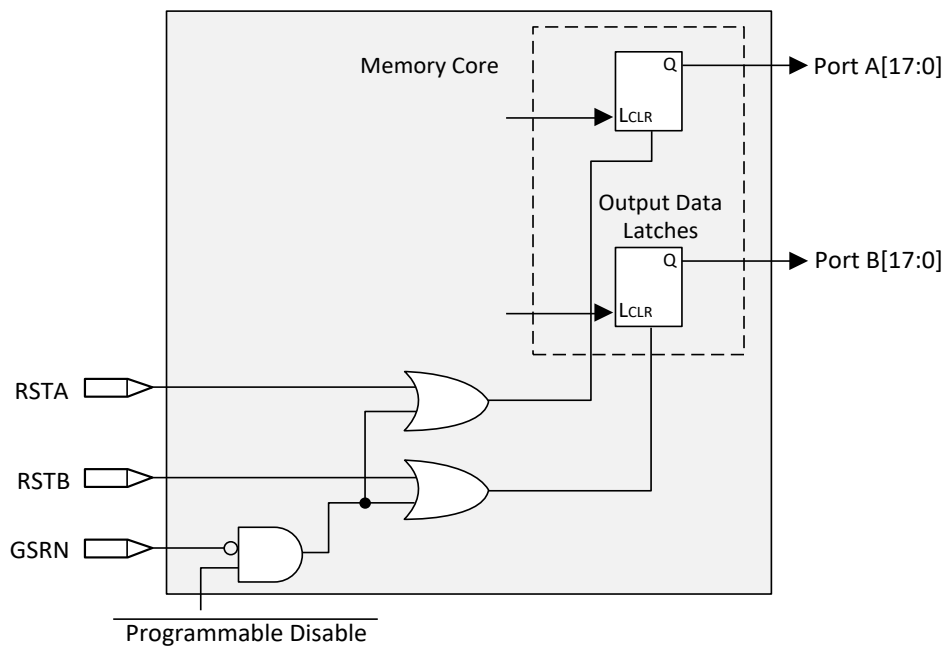 Memory Core
Q
Port A[17:0]
LCLR
Output Data
Latches
Q
Port B[17:0]
LCLR
RSTA
RSTB
GSRN
Programmable Disable